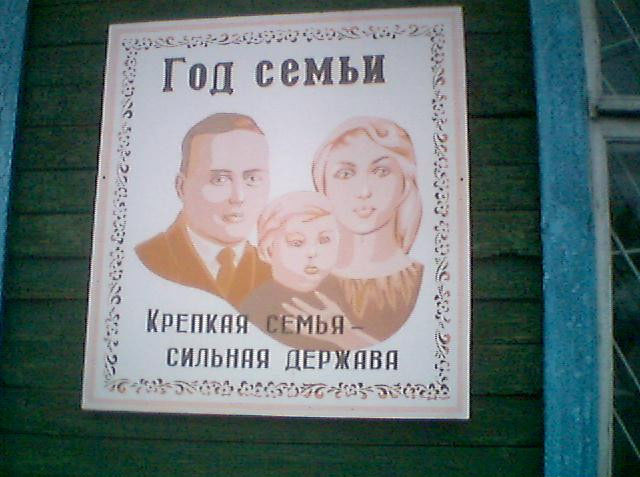 Год семьи
Крепкая семья –
сильная держава